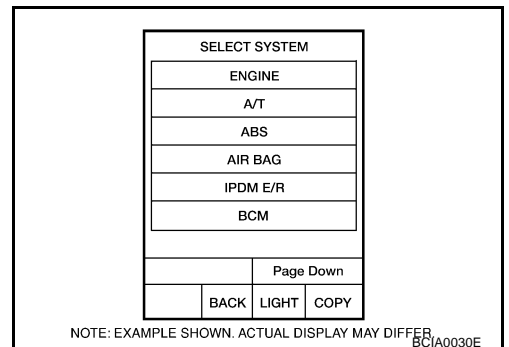 SELECT SYSTEM
ENGINE
A/T
ABS
AIR BAG
IPDM E/R
BCM
Page Down
BACK LIGHT COPY
NOTE: EXAMPLE SHOWN. ACTUAL DISPLAY MAY DIFFER.
BCIA0030E